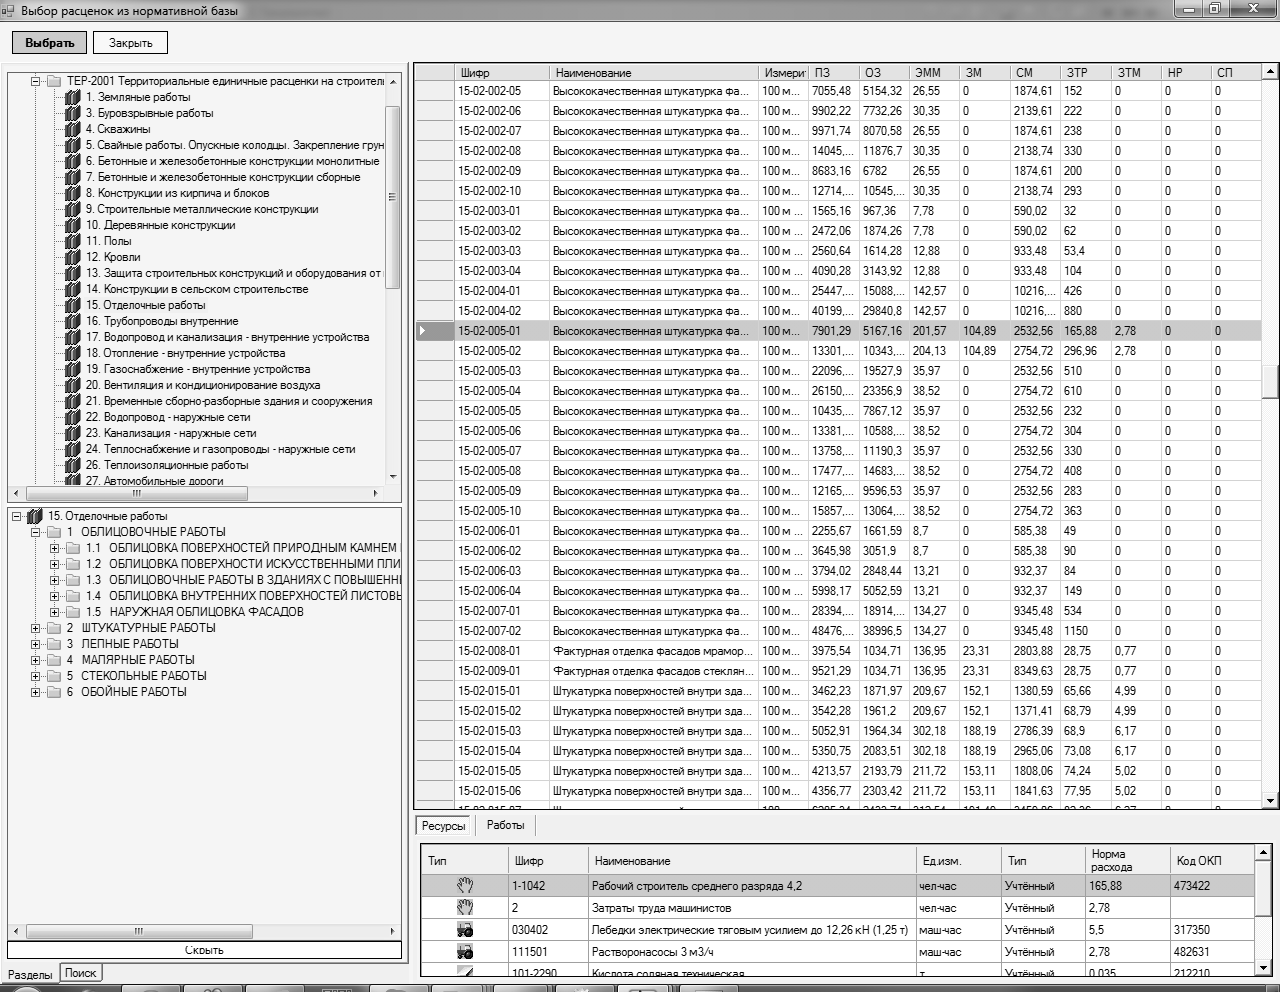 Выбор расценок из нормативной базы
Выбрать
Закрыть
ТЕР-2001 Территориальные единичные расценки на строител
1. Земляные работы
3. Буровзрывные работы
4. Скважины
5. Свайные работы. Опускные колодцы. Закрепление грун
6. Бетонные и железобетонные конструкции монолитные
7. Бетонные и железобетонные конструкции сборные
8. Конструкции из кирпича и блоков
9. Строительные металлические конструкции
10. Деревянные конструкции
11. Полы
12. Кровли
13. Защита строительных конструкций и оборудования от
14. Конструкции в сельском строительстве
15. Отделочные работы
16. Трубопроводы внутренние
17. Водопровод и канализация - внутренние устройства
18. Отопление - внутренние устройства
19. Газоснабжение - внутренние устройства
20. Вентиляция и кондиционирование воздуха
21. Временные сборно-разборные здания и сооружения
22. Водопровод - наружные сети
23. Канализация - наружные сети
24. Теплоснабжение и газопроводы - наружные сети
26. Теплоизоляционные работы
27. Автомобильные дороги
15. Отделочные работы
1 ОБЛИЦОВОЧНЫЕ РАБОТЫ
1.1 ОБЛИЦОВКА ПОВЕРХНОСТЕЙ ПРИРОДНЫМ КАМНЕМ
1.2 ОБЛИЦОВКА ПОВЕРХНОСТИ ИСКУССТВЕННЫМИ ПЛИ
1.3 ОБЛИЦОВОЧНЫЕ РАБОТЫ В ЗДАНИЯХ С ПОВЫШЕНН
1.4 ОБЛИЦОВКА ВНУТРЕННИХ ПОВЕРХНОСТЕЙ ЛИСТОВЫ
1.5 НАРУЖНАЯ ОБЛИЦОВКА ФАСАДОВ
2 ШТУКАТУРНЫЕ РАБОТЫ
3 ЛЕПНЫЕ РАБОТЫ
4 МАЛЯРНЫЕ РАБОТЫ
5 СТЕКОЛЬНЫЕ РАБОТЫ
6 ОБОЙНЫЕ РАБОТЫ
Скрыть
Разделы Поиск
Шифр Наименование Измери ПЗ ОЗ ЭММ ЗМ СМ ЗТР ЗТМ НР СП
15-02-002-05 Высококачественная штукатурка фа... 100 м... 7055,48 5154,32 26,55 0 1874,61 152 0 0 0
15-02-002-06 Высококачественная штукатурка фа... 100 м... 9902,22 7732,26 30,35 0 2139,61 222 0 0 0
15-02-002-07 Высококачественная штукатурка фа... 100 м... 9971,74 8070,58 26,55 0 1874,61 238 0 0 0
15-02-002-08 Высококачественная штукатурка фа... 100 м... 14045,... 11876,7 30,35 0 2138,74 330 0 0 0
15-02-002-09 Высококачественная штукатурка фа... 100 м... 8683,16 6782 26,55 0 1874,61 200 0 0 0
15-02-002-10 Высококачественная штукатурка фа... 100 м... 12714,... 10545,... 30,35 0 2138,74 293 0 0 0
15-02-003-01 Высококачественная штукатурка фа... 100 м ... 1565,16 967,36 7,78 0 590,02 32 0 0 0
15-02-003-02 Высококачественная штукатурка фа... 100 м ... 2472,06 1874,26 7,78 0 590,02 62 0 0 0
15-02-003-03 Высококачественная штукатурка фа... 100 м ... 2560,64 1614,28 12,88 0 933,48 53,4 0 0 0
15-02-003-04 Высококачественная штукатурка фа... 100 м ... 4090,28 3143,92 12,88 0 933,48 104 0 0 0
15-02-004-01 Высококачественная штукатурка фа... 100 м... 25447,... 15088,... 142,57 0 10216,... 426 0 0 0
15-02-004-02 Высококачественная штукатурка фа... 100 м... 40199,... 29840,8 142,57 0 10216,... 880 0 0 0
15-02-005-01 Высококачественная штукатурка фа... 100 м... 7901,29 5167,16 201,57 104,89 2532,56 165,88 2,78 0 0
15-02-005-02 Высококачественная штукатурка фа... 100 м... 13301,... 10343,... 204,13 104,89 2754,72 296,96 2,78 0 0
15-02-005-03 Высококачественная штукатурка фа... 100 м... 22096,... 19527,9 35,97 0 2532,56 510 0 0 0
15-02-005-04 Высококачественная штукатурка фа... 100 м... 26150,... 23356,9 38,52 0 2754,72 610 0 0 0
15-02-005-05 Высококачественная штукатурка фа... 100 м... 10435,... 7867,12 35,97 0 2532,56 232 0 0 0
15-02-005-06 Высококачественная штукатурка фа... 100 м... 13381,... 10588,... 38,52 0 2754,72 304 0 0 0
15-02-005-07 Высококачественная штукатурка фа... 100 м... 13758,... 11190,3 35,97 0 2532,56 330 0 0 0
15-02-005-08 Высококачественная штукатурка фа... 100 м... 17477,... 14683,... 38,52 0 2754,72 408 0 0 0
15-02-005-09 Высококачественная штукатурка фа... 100 м... 12165,... 9596,53 35,97 0 2532,56 283 0 0 0
15-02-005-10 Высококачественная штукатурка фа... 100 м... 15857,... 13064,... 38,52 0 2754,72 363 0 0 0
15-02-006-01 Высококачественная штукатурка фа... 100 м ... 2255,67 1661,59 8,7 0 585,38 49 0 0 0
15-02-006-02 Высококачественная штукатурка фа... 100 м ... 3645,98 3051,9 8,7 0 585,38 90 0 0 0
15-02-006-03 Высококачественная штукатурка фа... 100 м ... 3794,02 2848,44 13,21 0 932,37 84 0 0 0
15-02-006-04 Высококачественная штукатурка фа... 100 м ... 5998,17 5052,59 13,21 0 932,37 149 0 0 0
15-02-007-01 Высококачественная штукатурка фа... 100 м... 28394,... 18914,... 134,27 0 9345,48 534 0 0 0
15-02-007-02 Высококачественная штукатурка фа... 100 м... 48476,... 38996,5 134,27 0 9345,48 1150 0 0 0
15-02-008-01 Фактурная отделка фасадов мрамор... 100 м... 3975,54 1034,71 136,95 23,31 2803,88 28,75 0,77 0 0
15-02-009-01 Фактурная отделка фасадов стеклян... 100 м... 9521,29 1034,71 136,95 23,31 8349,63 28,75 0,77 0 0
15-02-015-01 Штукатурка поверхностей внутри зда... 100 м... 3462,23 1871,97 209,67 152,1 1380,59 65,66 4,99 0 0
15-02-015-02 Штукатурка поверхностей внутри зда... 100 м... 3542,28 1961,2 209,67 152,1 1371,41 68,79 4,99 0 0
15-02-015-03 Штукатурка поверхностей внутри зда... 100 м... 5052,91 1964,34 302,18 188,19 2786,39 68,9 6,17 0 0
15-02-015-04 Штукатурка поверхностей внутри зда... 100 м... 5350,75 2083,51 302,18 188,19 2965,06 73,08 6,17 0 0
15-02-015-05 Штукатурка поверхностей внутри зда... 100 м... 4213,57 2193,79 211,72 153,11 1808,06 74,24 5,02 0 0
15-02-015-06 Штукатурка поверхностей внутри зда... 100 м... 4356,77 2303,42 211,72 153,11 1841,63 77,95 5,02 0 0
Ресурсы Работы
Тип Шифр Наименование Ед.изм. Тип Норма расхода Код ОКП
1-1042 Рабочий строитель среднего разряда 4,2 чел-час Учтённый 165,88 473422
2 Затраты труда машинистов чел-час Учтённый 2,78
030402 Лебедки электрические тяговым усилием до 12,26 кН (1,25 т) маш-час Учтённый 5,5 317350
111501 Растворонасосы 3 м3/ч маш-час Учтённый 2,78 482631
101-2290 Кислота соляная техническая т Учтённый 0,035 212210